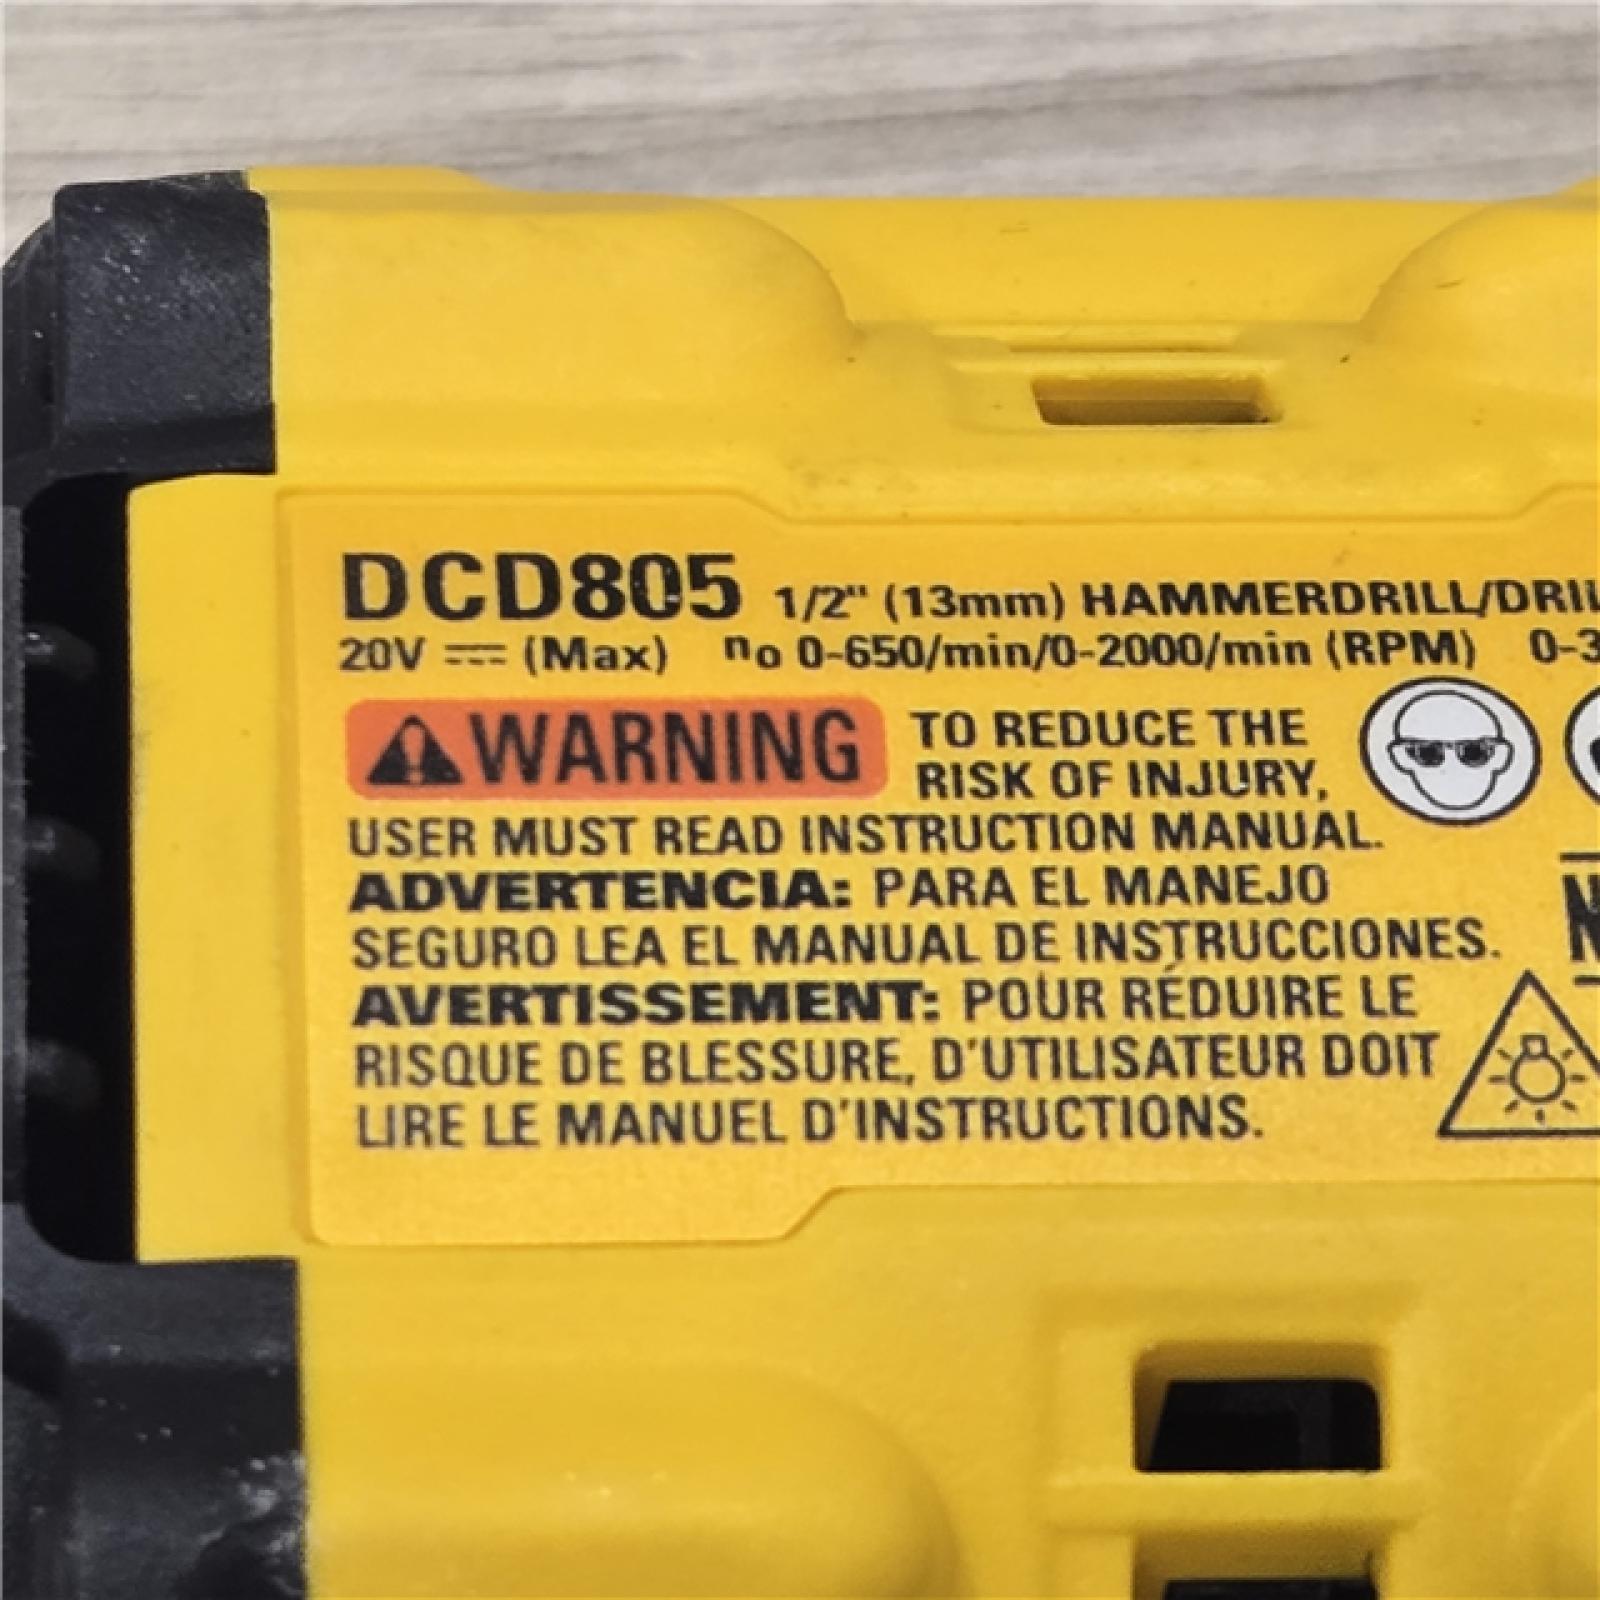 DCD805 1/2" (13mm) HAMMERDRILL/DRIL
20V ⎓ (Max) no 0-650/min/0-2000/min (RPM) 0-3
WARNING TO REDUCE THE
RISK OF INJURY,
USER MUST READ INSTRUCTION MANUAL.
ADVERTENCIA: PARA EL MANEJO
SEGURO LEA EL MANUAL DE INSTRUCCIONES.
AVERTISSEMENT: POUR RÉDUIRE LE
RISQUE DE BLESSURE, D'UTILISATEUR DOIT
LIRE LE MANUEL D'INSTRUCTIONS.